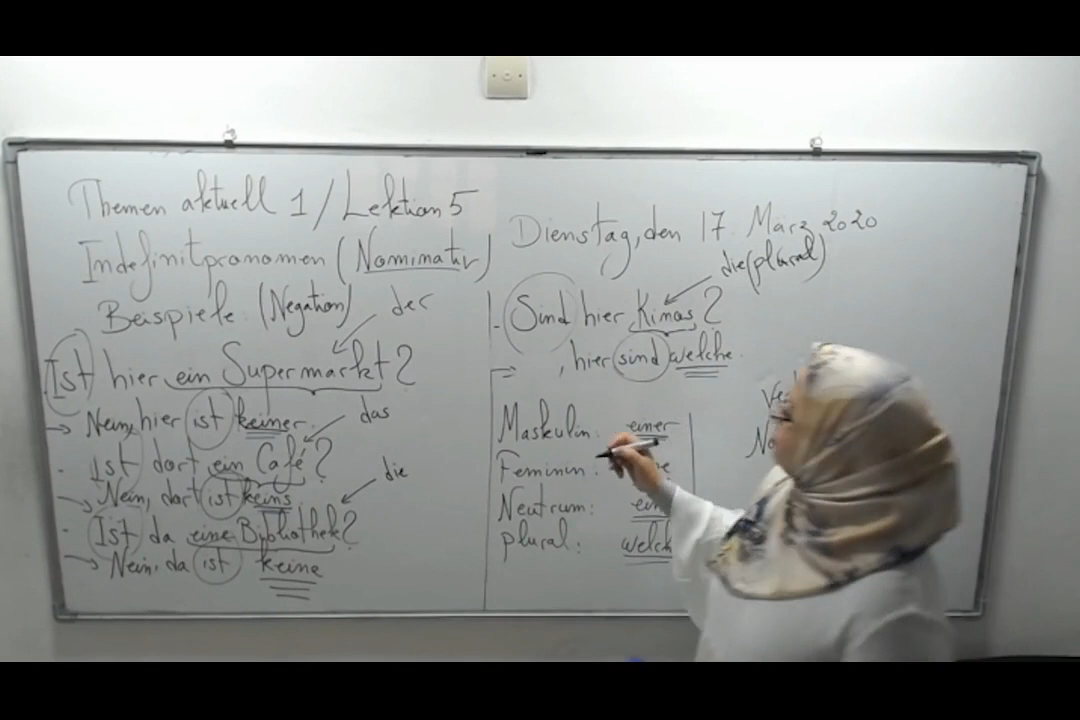 Themen aktuell 1 / Lektion 5
Indefinitpronomen (Nominativ)
Beispiele: (Negation)
der
Ist hier ein Supermarkt?
→ Nein, hier ist keiner.
das
- Ist dort ein Café?
→ Nein, dort ist keins.
die
- Ist da eine Bibliothek?
→ Nein, da ist keine
Dienstag, den 17. März 2020
die (plural)
- Sind hier Kinos?
⇒ , hier sind welche.
Maskulin: einer
Feminin:
Neutrum:
plural: welch